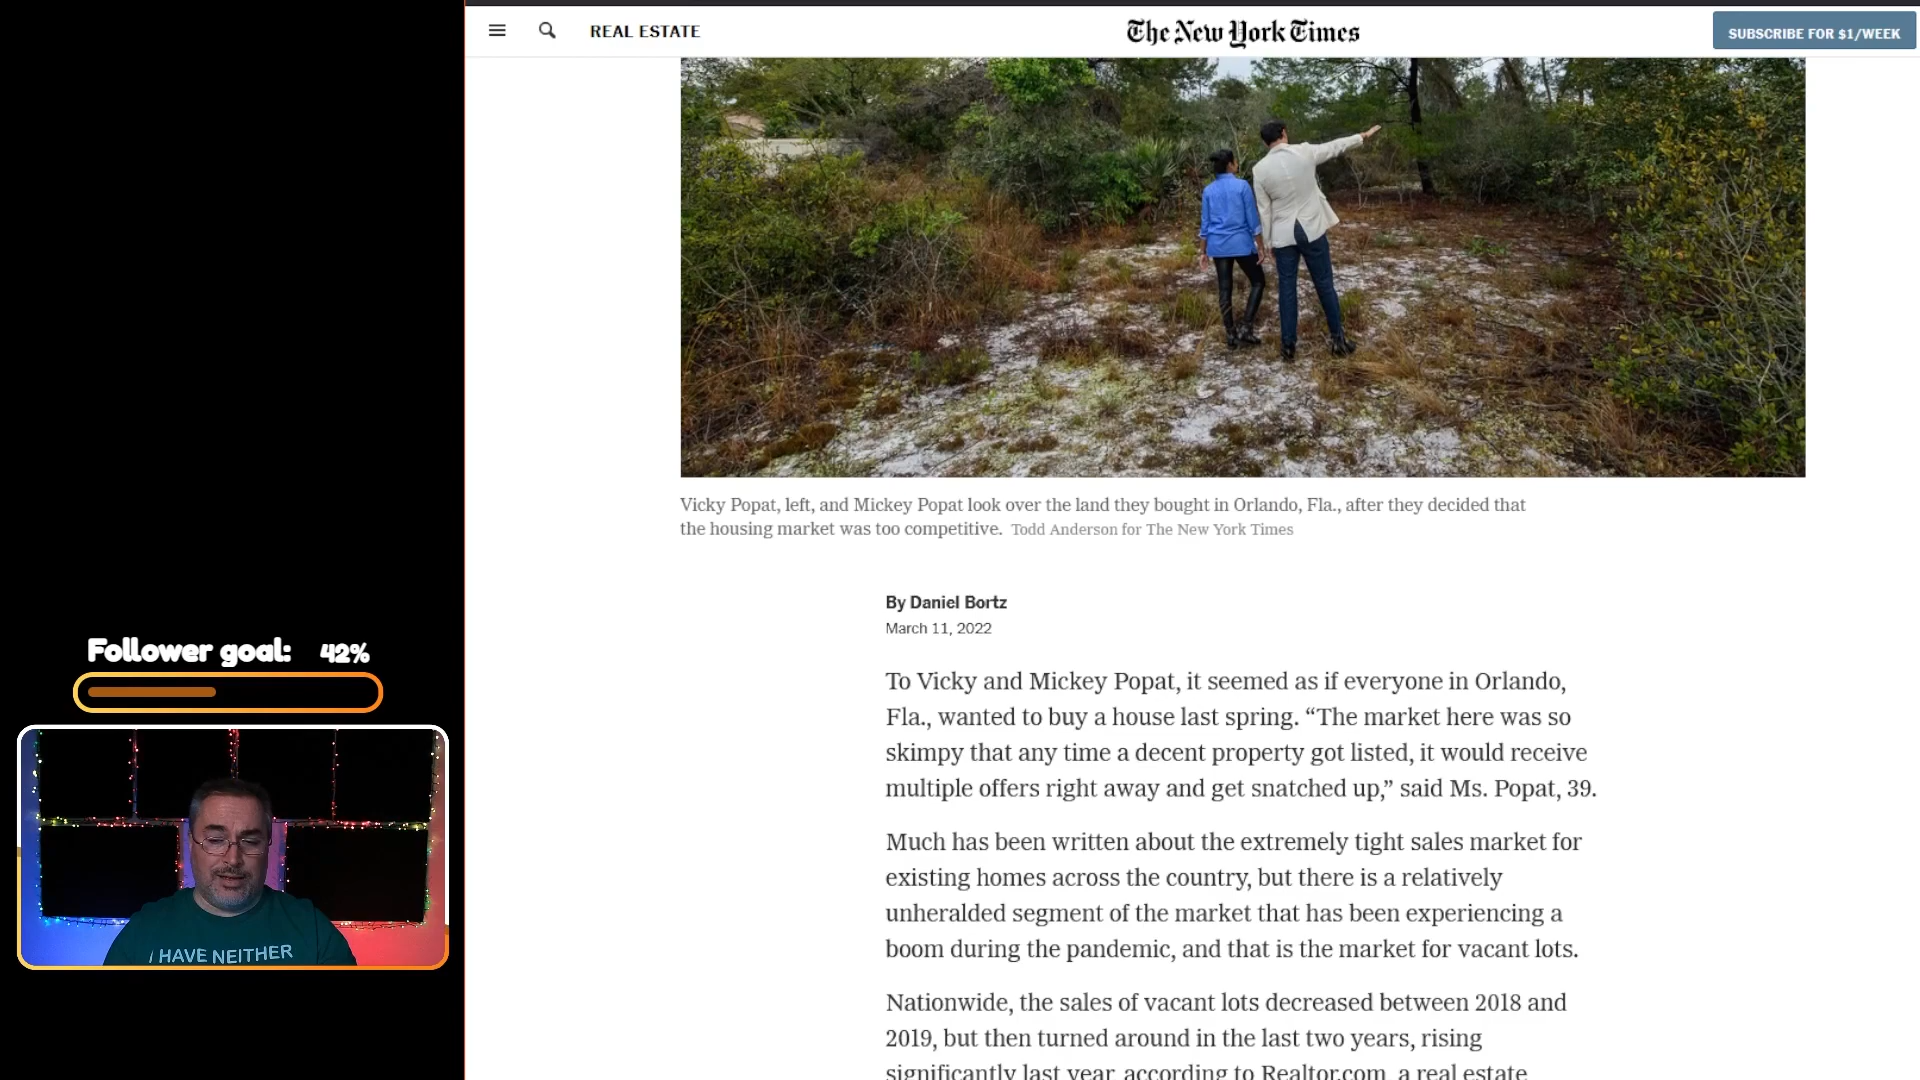 REAL ESTATE
The New York Times
SUBSCRIBE FOR $1/WEEK
Vicky Popat, left, and Mickey Popat look over the land they bought in Orlando, Fla., after they decided that
the housing market was too competitive. Todd Anderson for The New York Times
By Daniel Bortz
March 11, 2022
To Vicky and Mickey Popat, it seemed as if everyone in Orlando,
Fla., wanted to buy a house last spring. “The market here was so
skimpy that any time a decent property got listed, it would receive
multiple offers right away and get snatched up,” said Ms. Popat, 39.
Much has been written about the extremely tight sales market for
existing homes across the country, but there is a relatively
unheralded segment of the market that has been experiencing a
boom during the pandemic, and that is the market for vacant lots.
Nationwide, the sales of vacant lots decreased between 2018 and
2019, but then turned around in the last two years, rising
significantly last year, according to Realtor.com, a real estate
Follower goal: 42%
I HAVE NEITHER